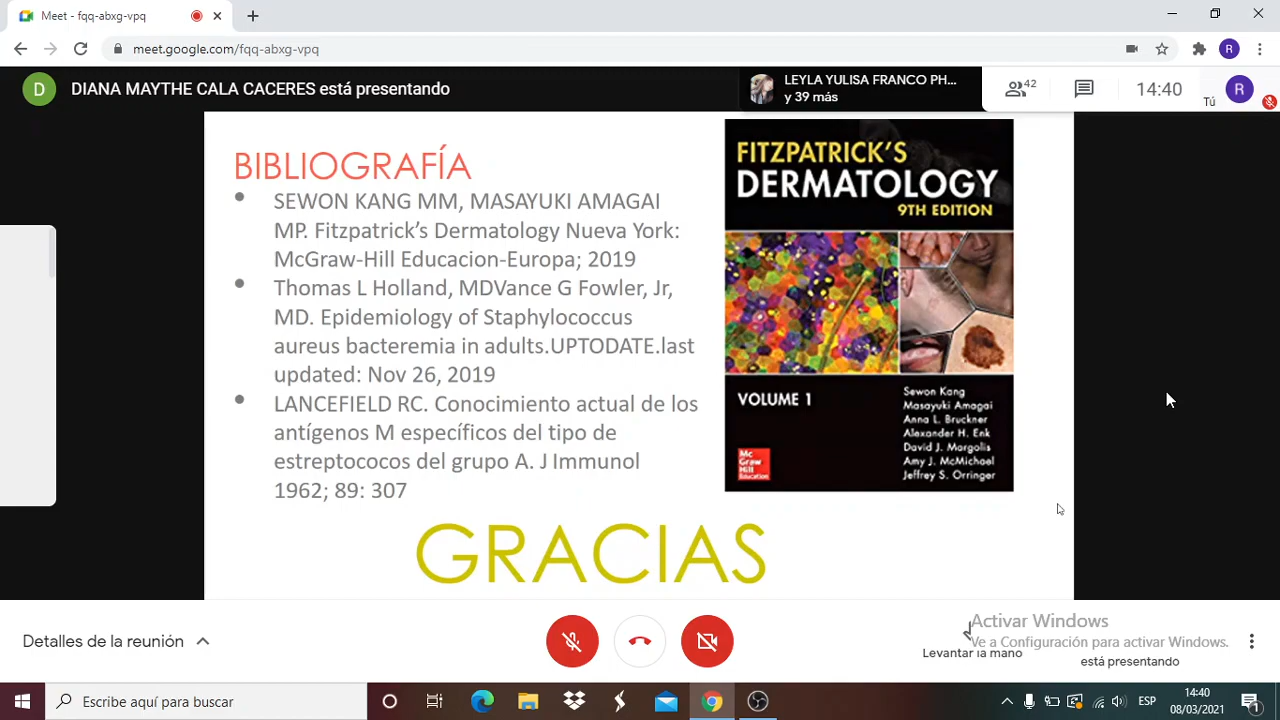 Meet - fqq-abxg-vpq
meet.google.com/fqq-abxg-vpq
R
D
DIANA MAYTHE CALA CACERES está presentando
LEYLA YULISA FRANCO PH...
y 39 más
42
14:40
Tú
R
BIBLIOGRAFÍA
SEWON KANG MM, MASAYUKI AMAGAI
MP. Fitzpatrick's Dermatology Nueva York:
McGraw-Hill Educacion-Europa; 2019
Thomas L Holland, MDVance G Fowler, Jr,
MD. Epidemiology of Staphylococcus
aureus bacteremia in adults.UPTODATE.last
updated: Nov 26, 2019
LANCEFIELD RC. Conocimiento actual de los
antígenos M específicos del tipo de
estreptococos del grupo A. J Immunol
1962; 89: 307
FITZPATRICK'S
DERMATOLOGY
9TH EDITION
VOLUME 1
Sewon Kang
Masayuki Amagai
Anna L. Bruckner
Alexander H. Enk
David J. Margolis
Amy J. McMichael
Jeffrey S. Orringer
Mc
Graw
Hill
Education
GRACIAS
Detalles de la reunión
Levantar la mano
Activar Windows
Ve a Configuración para activar Windows.
está presentando
Escribe aquí para buscar
ESP
14:40
08/03/2021
1